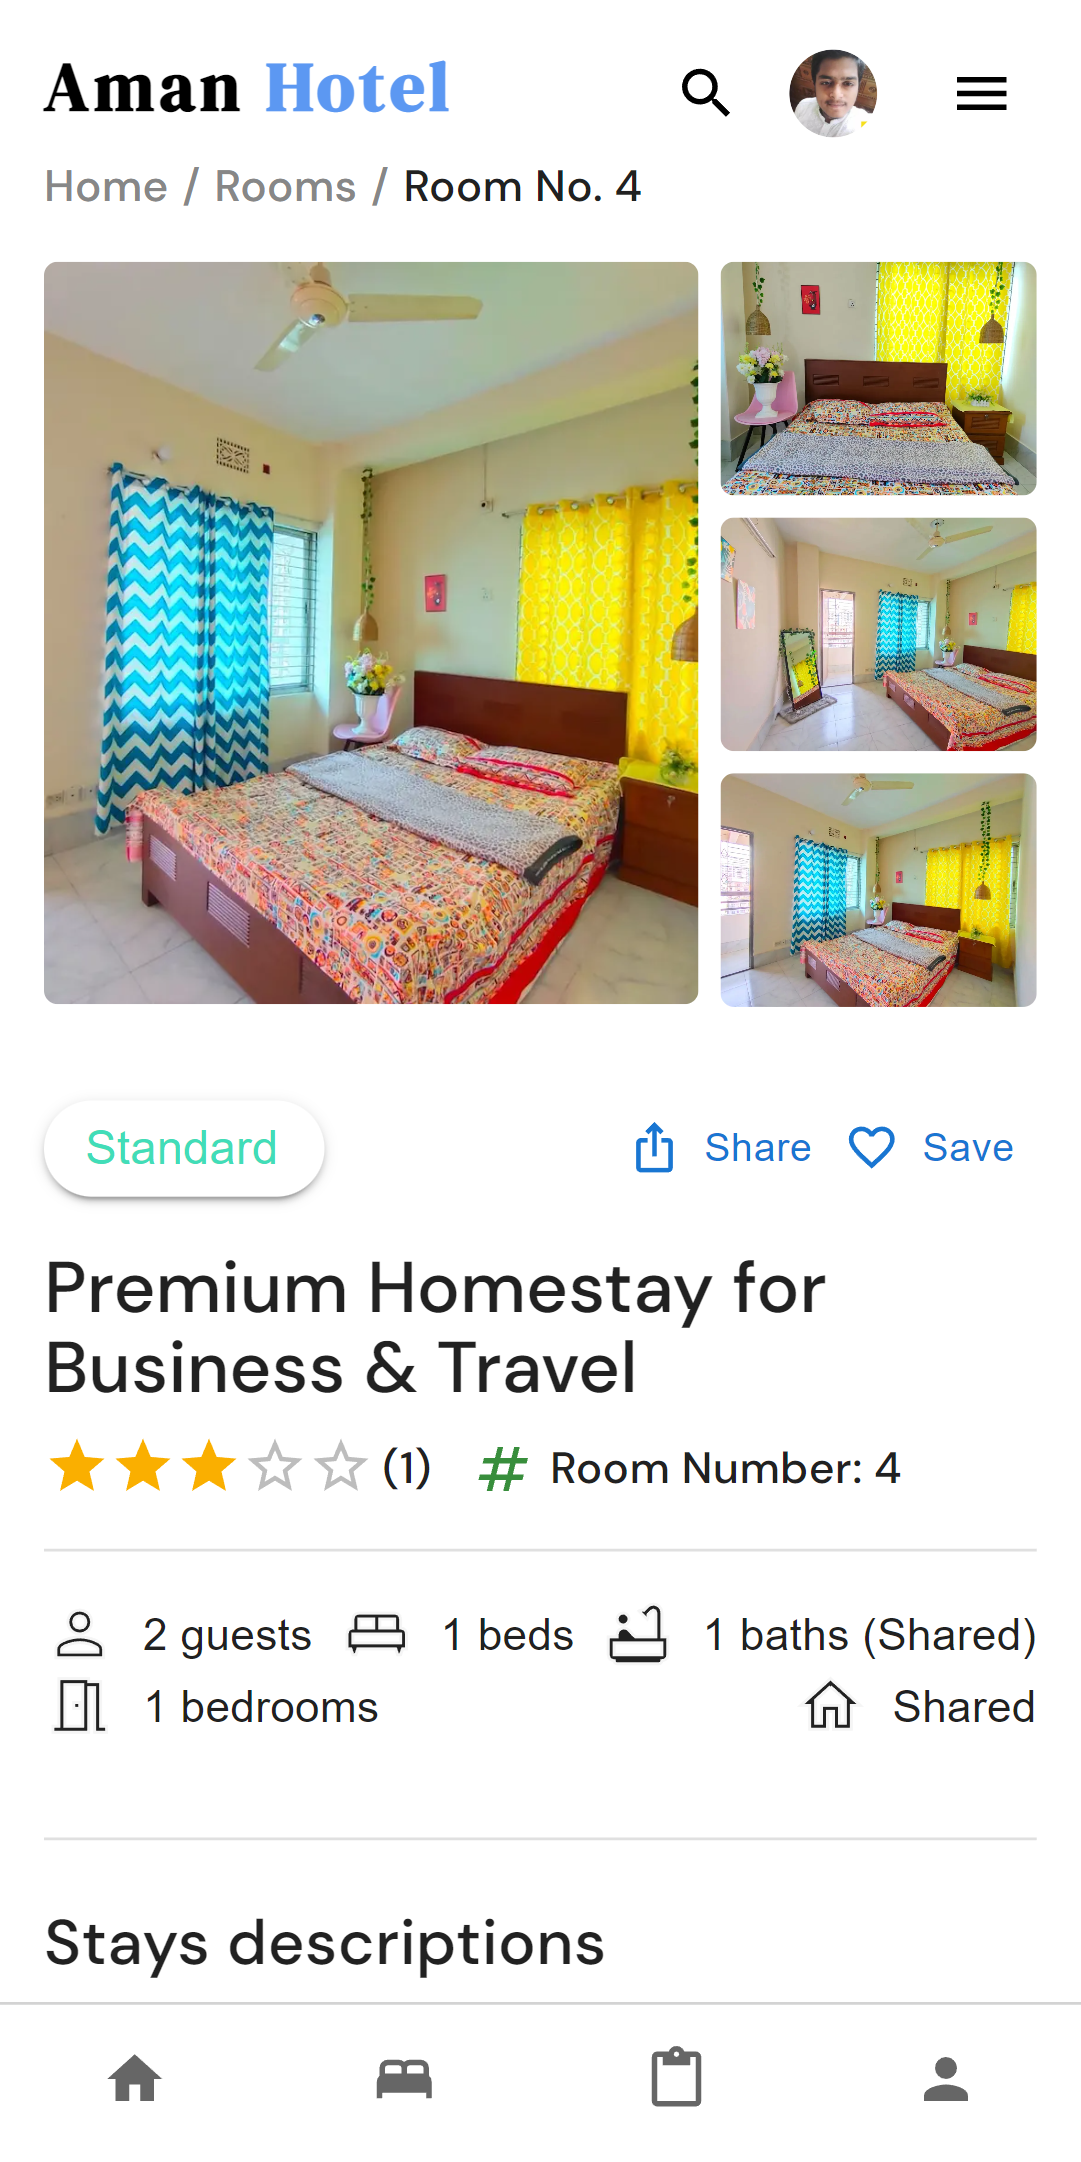 Aman Hotel
Home / Rooms / Room No. 4
Standard
Share
Save
Premium Homestay for
Business & Travel
(1)
# Room Number: 4
2 guests
1 beds
1 baths (Shared)
1 bedrooms
Shared
Stays descriptions